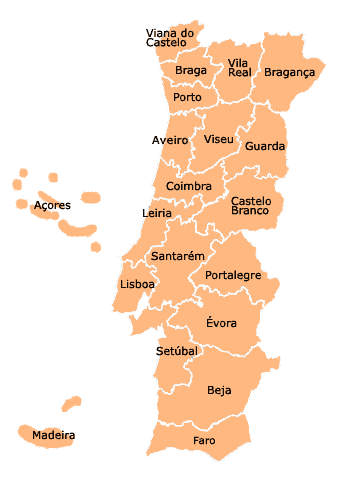 Viana do
Castelo
Braga
Vila
Real
Bragança
Porto
Aveiro
Viseu
Guarda
Coimbra
Açores
Castelo
Branco
Leiria
Santarém
Portalegre
Lisboa
Évora
Setúbal
Beja
Madeira
Faro